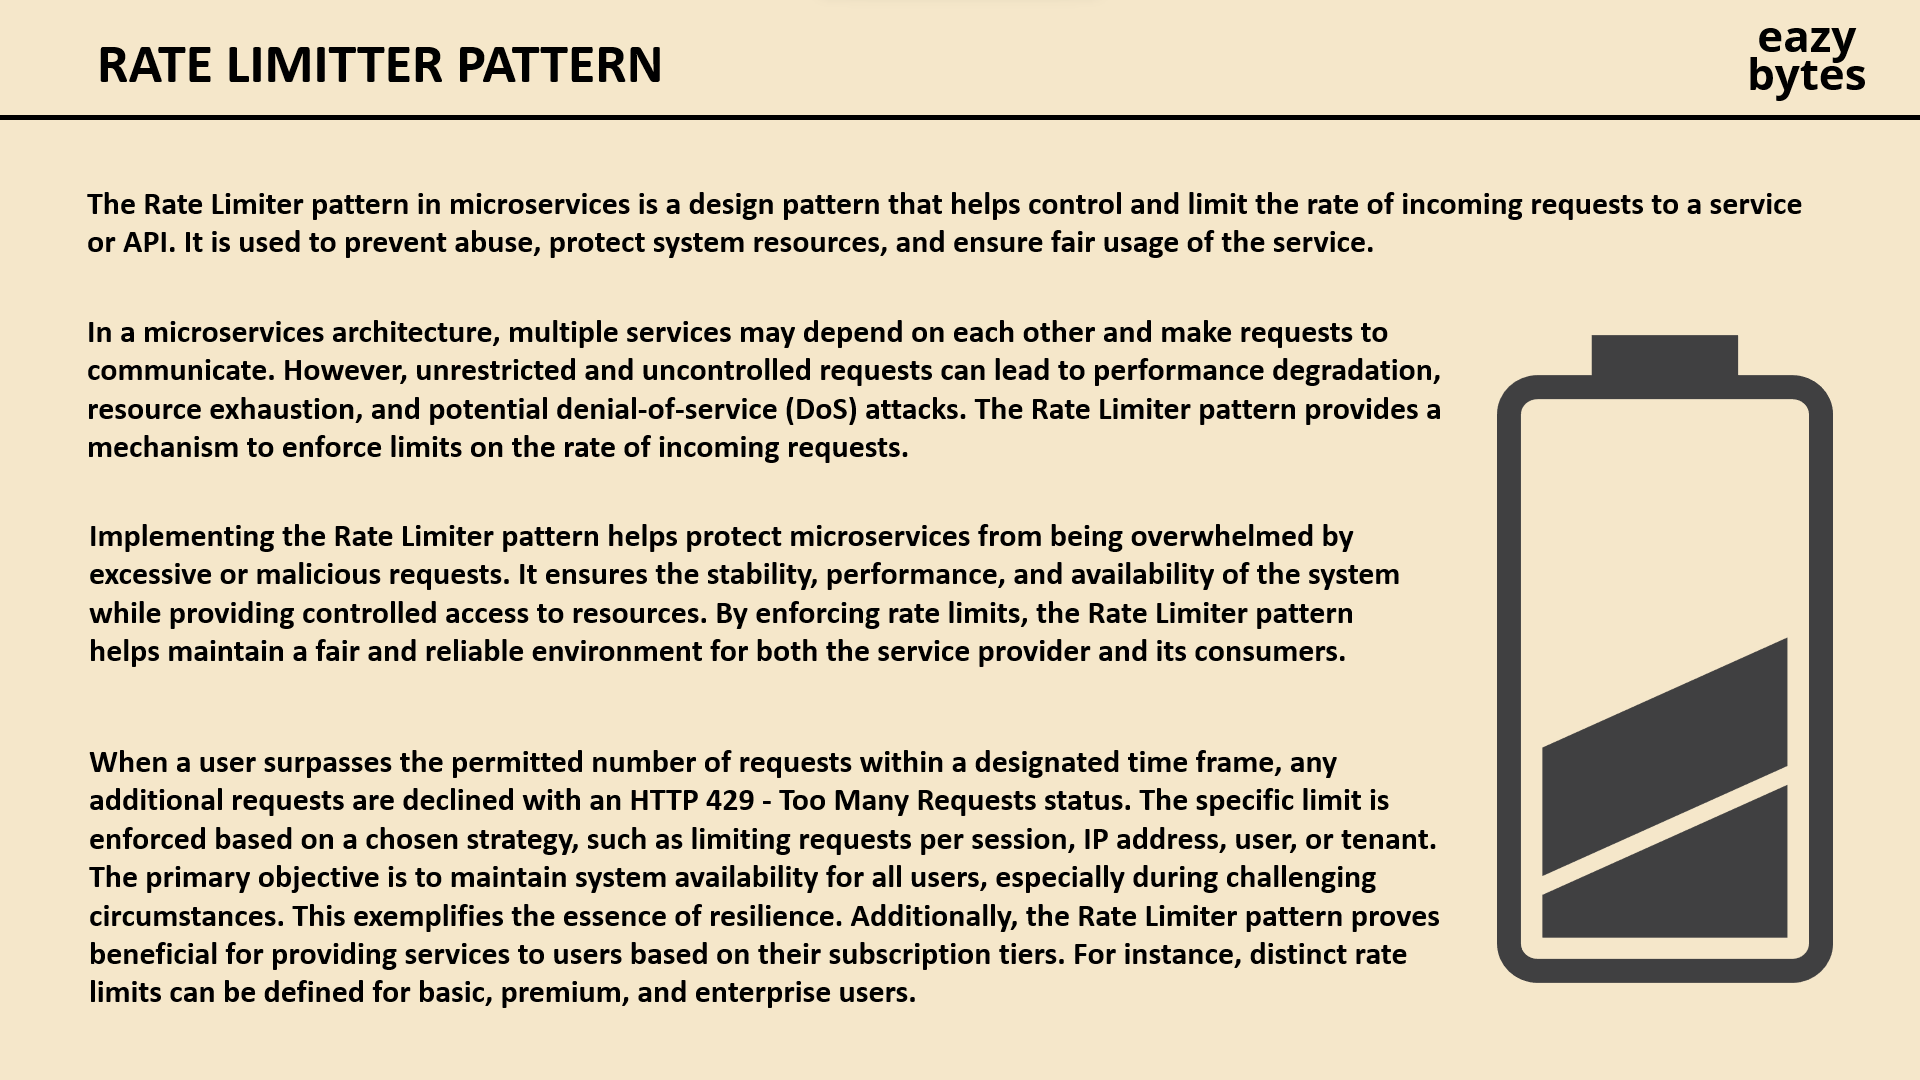 RATE LIMITTER PATTERN
eazy
bytes
The Rate Limiter pattern in microservices is a design pattern that helps control and limit the rate of incoming requests to a service
or API. It is used to prevent abuse, protect system resources, and ensure fair usage of the service.
In a microservices architecture, multiple services may depend on each other and make requests to
communicate. However, unrestricted and uncontrolled requests can lead to performance degradation,
resource exhaustion, and potential denial-of-service (DoS) attacks. The Rate Limiter pattern provides a
mechanism to enforce limits on the rate of incoming requests.
Implementing the Rate Limiter pattern helps protect microservices from being overwhelmed by
excessive or malicious requests. It ensures the stability, performance, and availability of the system
while providing controlled access to resources. By enforcing rate limits, the Rate Limiter pattern
helps maintain a fair and reliable environment for both the service provider and its consumers.
When a user surpasses the permitted number of requests within a designated time frame, any
additional requests are declined with an HTTP 429 - Too Many Requests status. The specific limit is
enforced based on a chosen strategy, such as limiting requests per session, IP address, user, or tenant.
The primary objective is to maintain system availability for all users, especially during challenging
circumstances. This exemplifies the essence of resilience. Additionally, the Rate Limiter pattern proves
beneficial for providing services to users based on their subscription tiers. For instance, distinct rate
limits can be defined for basic, premium, and enterprise users.